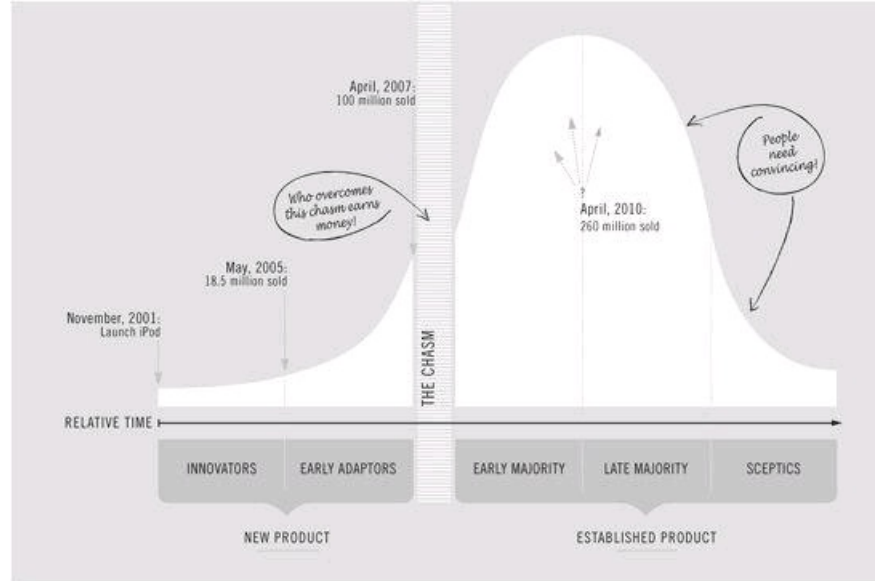 April, 2007:
100 million sold
People
need
convincing!
Who overcomes
this chasm earns
money!
?
April, 2010:
260 million sold
May, 2005:
18.5 million sold
November, 2001:
Launch iPod
THE CHASM
RELATIVE TIME
INNOVATORS
EARLY ADAPTORS
EARLY MAJORITY
LATE MAJORITY
SCEPTICS
NEW PRODUCT
ESTABLISHED PRODUCT